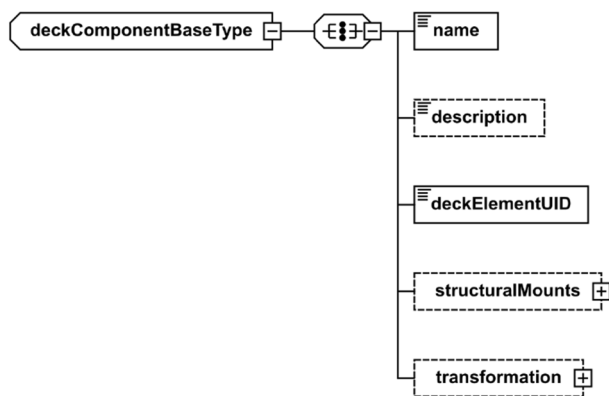 deckComponentBaseType
name
description
deckElementUID
structuralMounts
transformation